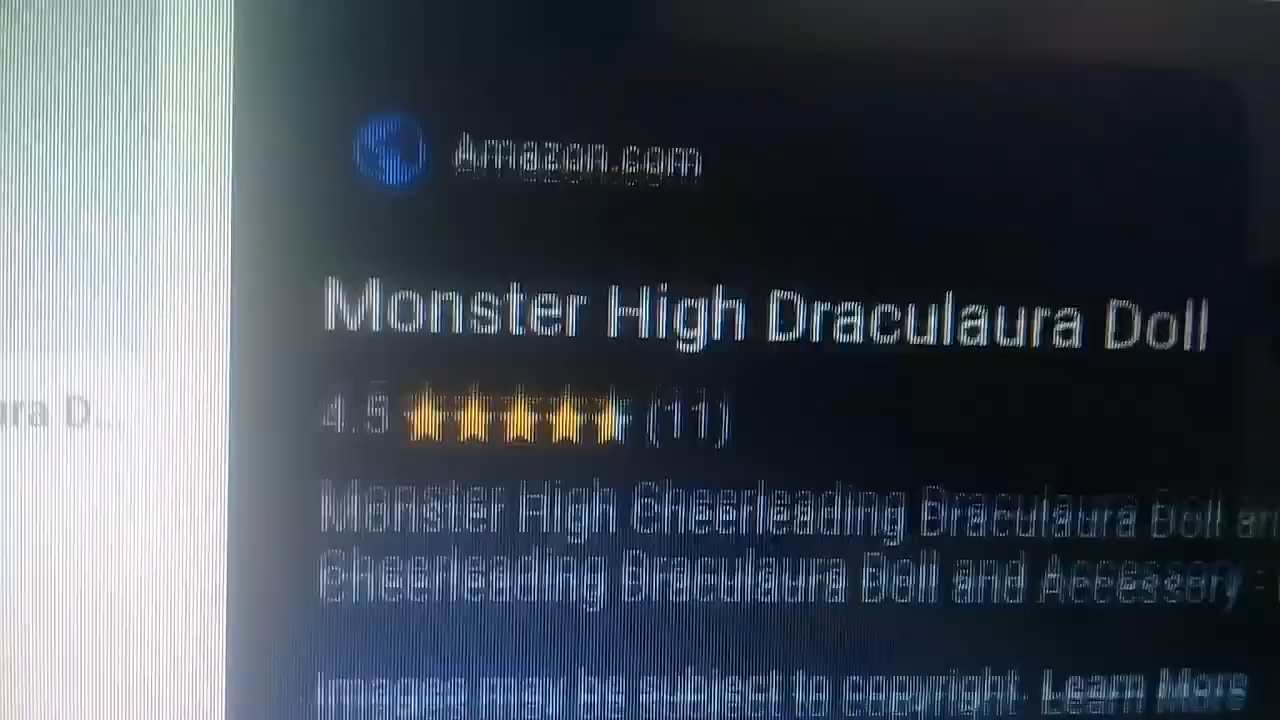 Amazon.com
Monster High Draculaura Doll
ura D...
4.5 (11)
Monster High Cheerleading Draculaura Doll an
Cheerleading Draculaura Doll and Accessory -
Images may be subject to copyright. Learn More